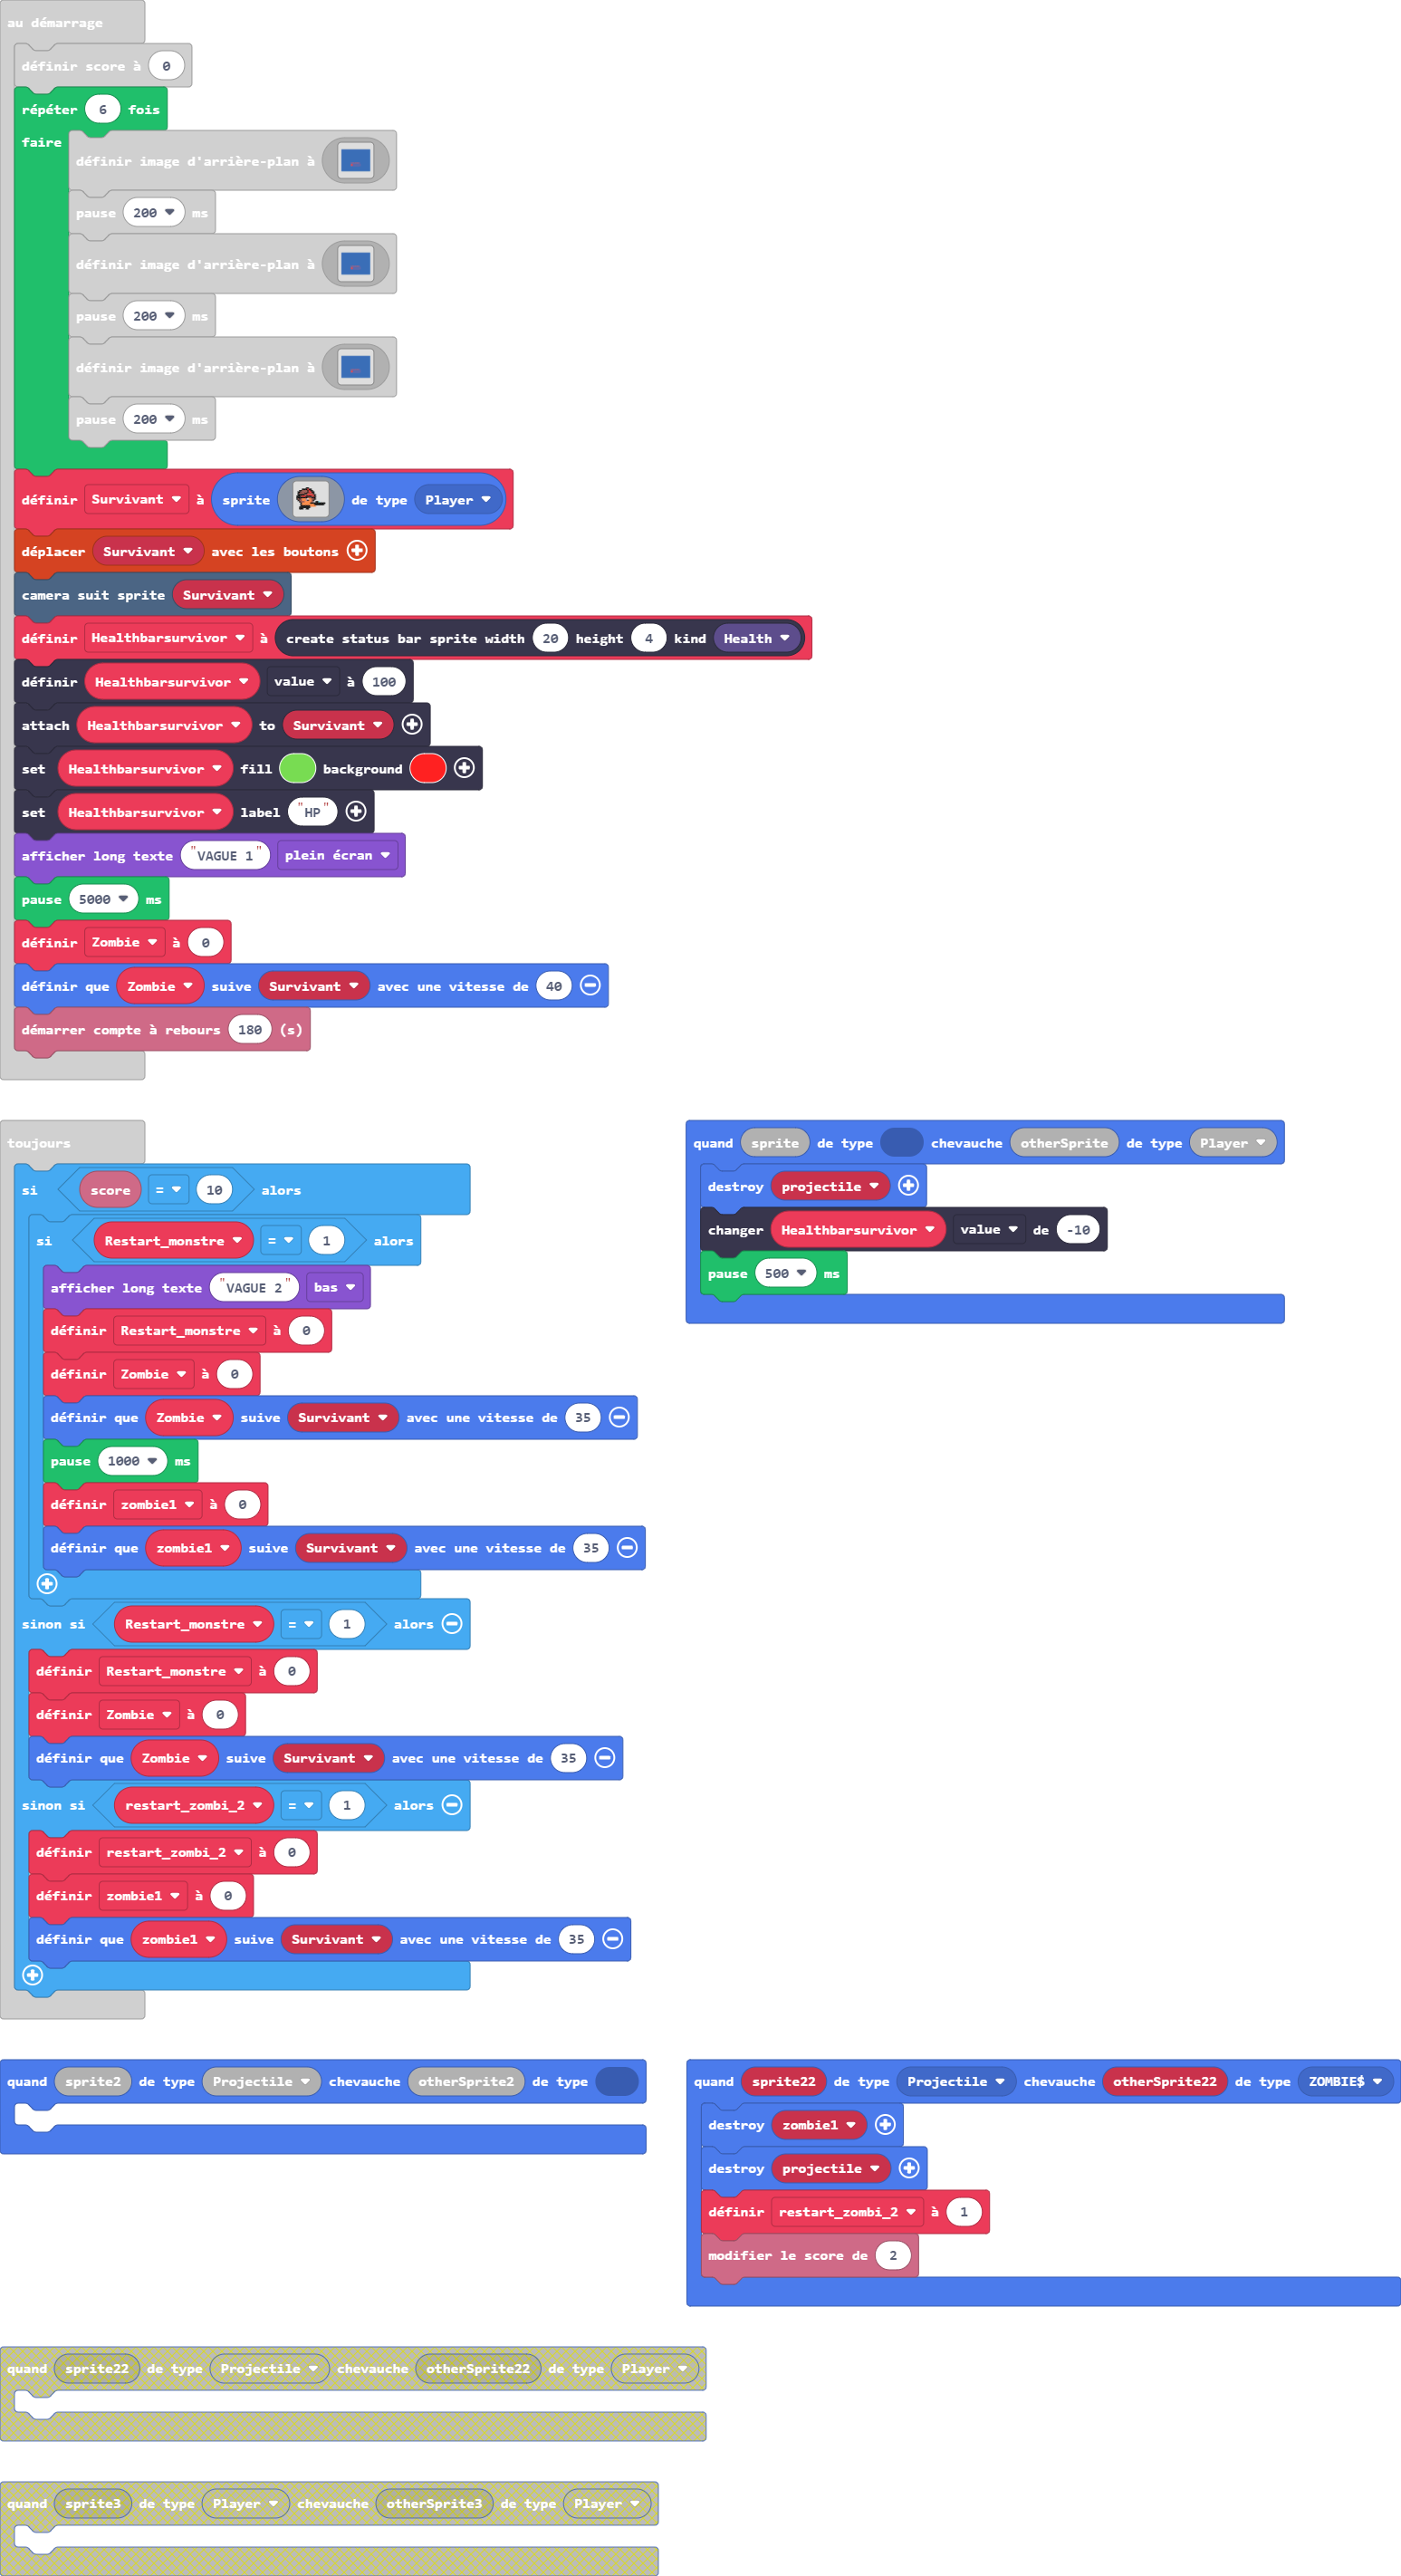 au démarrage
définir score à 0
répéter 6 fois
faire
définir image d'arrière-plan à
pause 200 ms
définir image d'arrière-plan à
pause 200 ms
définir image d'arrière-plan à
pause 200 ms
définir Survivant à sprite de type Player
déplacer Survivant avec les boutons
camera suit sprite Survivant
définir Healthbarsurvivor à create status bar sprite width 20 height 4 kind Health
définir Healthbarsurvivor value à 100
attach Healthbarsurvivor to Survivant
set Healthbarsurvivor fill background
set Healthbarsurvivor label "HP"
afficher long texte "VAGUE 1" plein écran
pause 5000 ms
définir Zombie à 0
définir que Zombie suive Survivant avec une vitesse de 40
démarrer compte à rebours 180 (s)
toujours
si score = 10 alors
si Restart_monstre = 1 alors
afficher long texte "VAGUE 2" bas
définir Restart_monstre à 0
définir Zombie à 0
définir que Zombie suive Survivant avec une vitesse de 35
pause 1000 ms
définir zombie1 à 0
définir que zombie1 suive Survivant avec une vitesse de 35
sinon si Restart_monstre = 1 alors
définir Restart_monstre à 0
définir Zombie à 0
définir que Zombie suive Survivant avec une vitesse de 35
sinon si restart_zombi_2 = 1 alors
définir restart_zombi_2 à 0
définir zombie1 à 0
définir que zombie1 suive Survivant avec une vitesse de 35
quand sprite de type chevauche otherSprite de type Player
destroy projectile
changer Healthbarsurvivor value de -10
pause 500 ms
quand sprite2 de type Projectile chevauche otherSprite2 de type
quand sprite22 de type Projectile chevauche otherSprite22 de type ZOMBIE$
destroy zombie1
destroy projectile
définir restart_zombi_2 à 1
modifier le score de 2
quand sprite22 de type Projectile chevauche otherSprite22 de type Player
quand sprite3 de type Player chevauche otherSprite3 de type Player